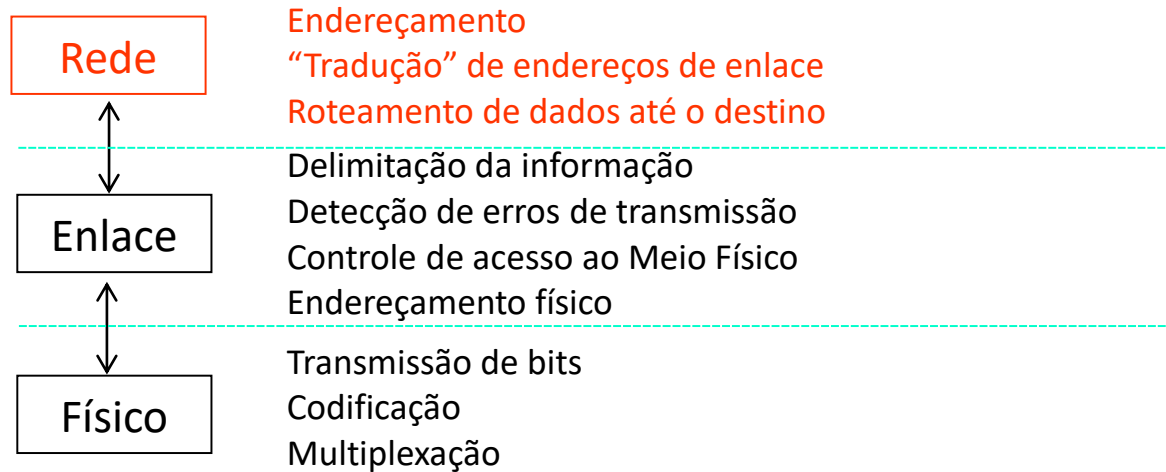 Rede
Endereçamento
“Tradução” de endereços de enlace
Roteamento de dados até o destino
Enlace
Delimitação da informação
Detecção de erros de transmissão
Controle de acesso ao Meio Físico
Endereçamento físico
Físico
Transmissão de bits
Codificação
Multiplexação